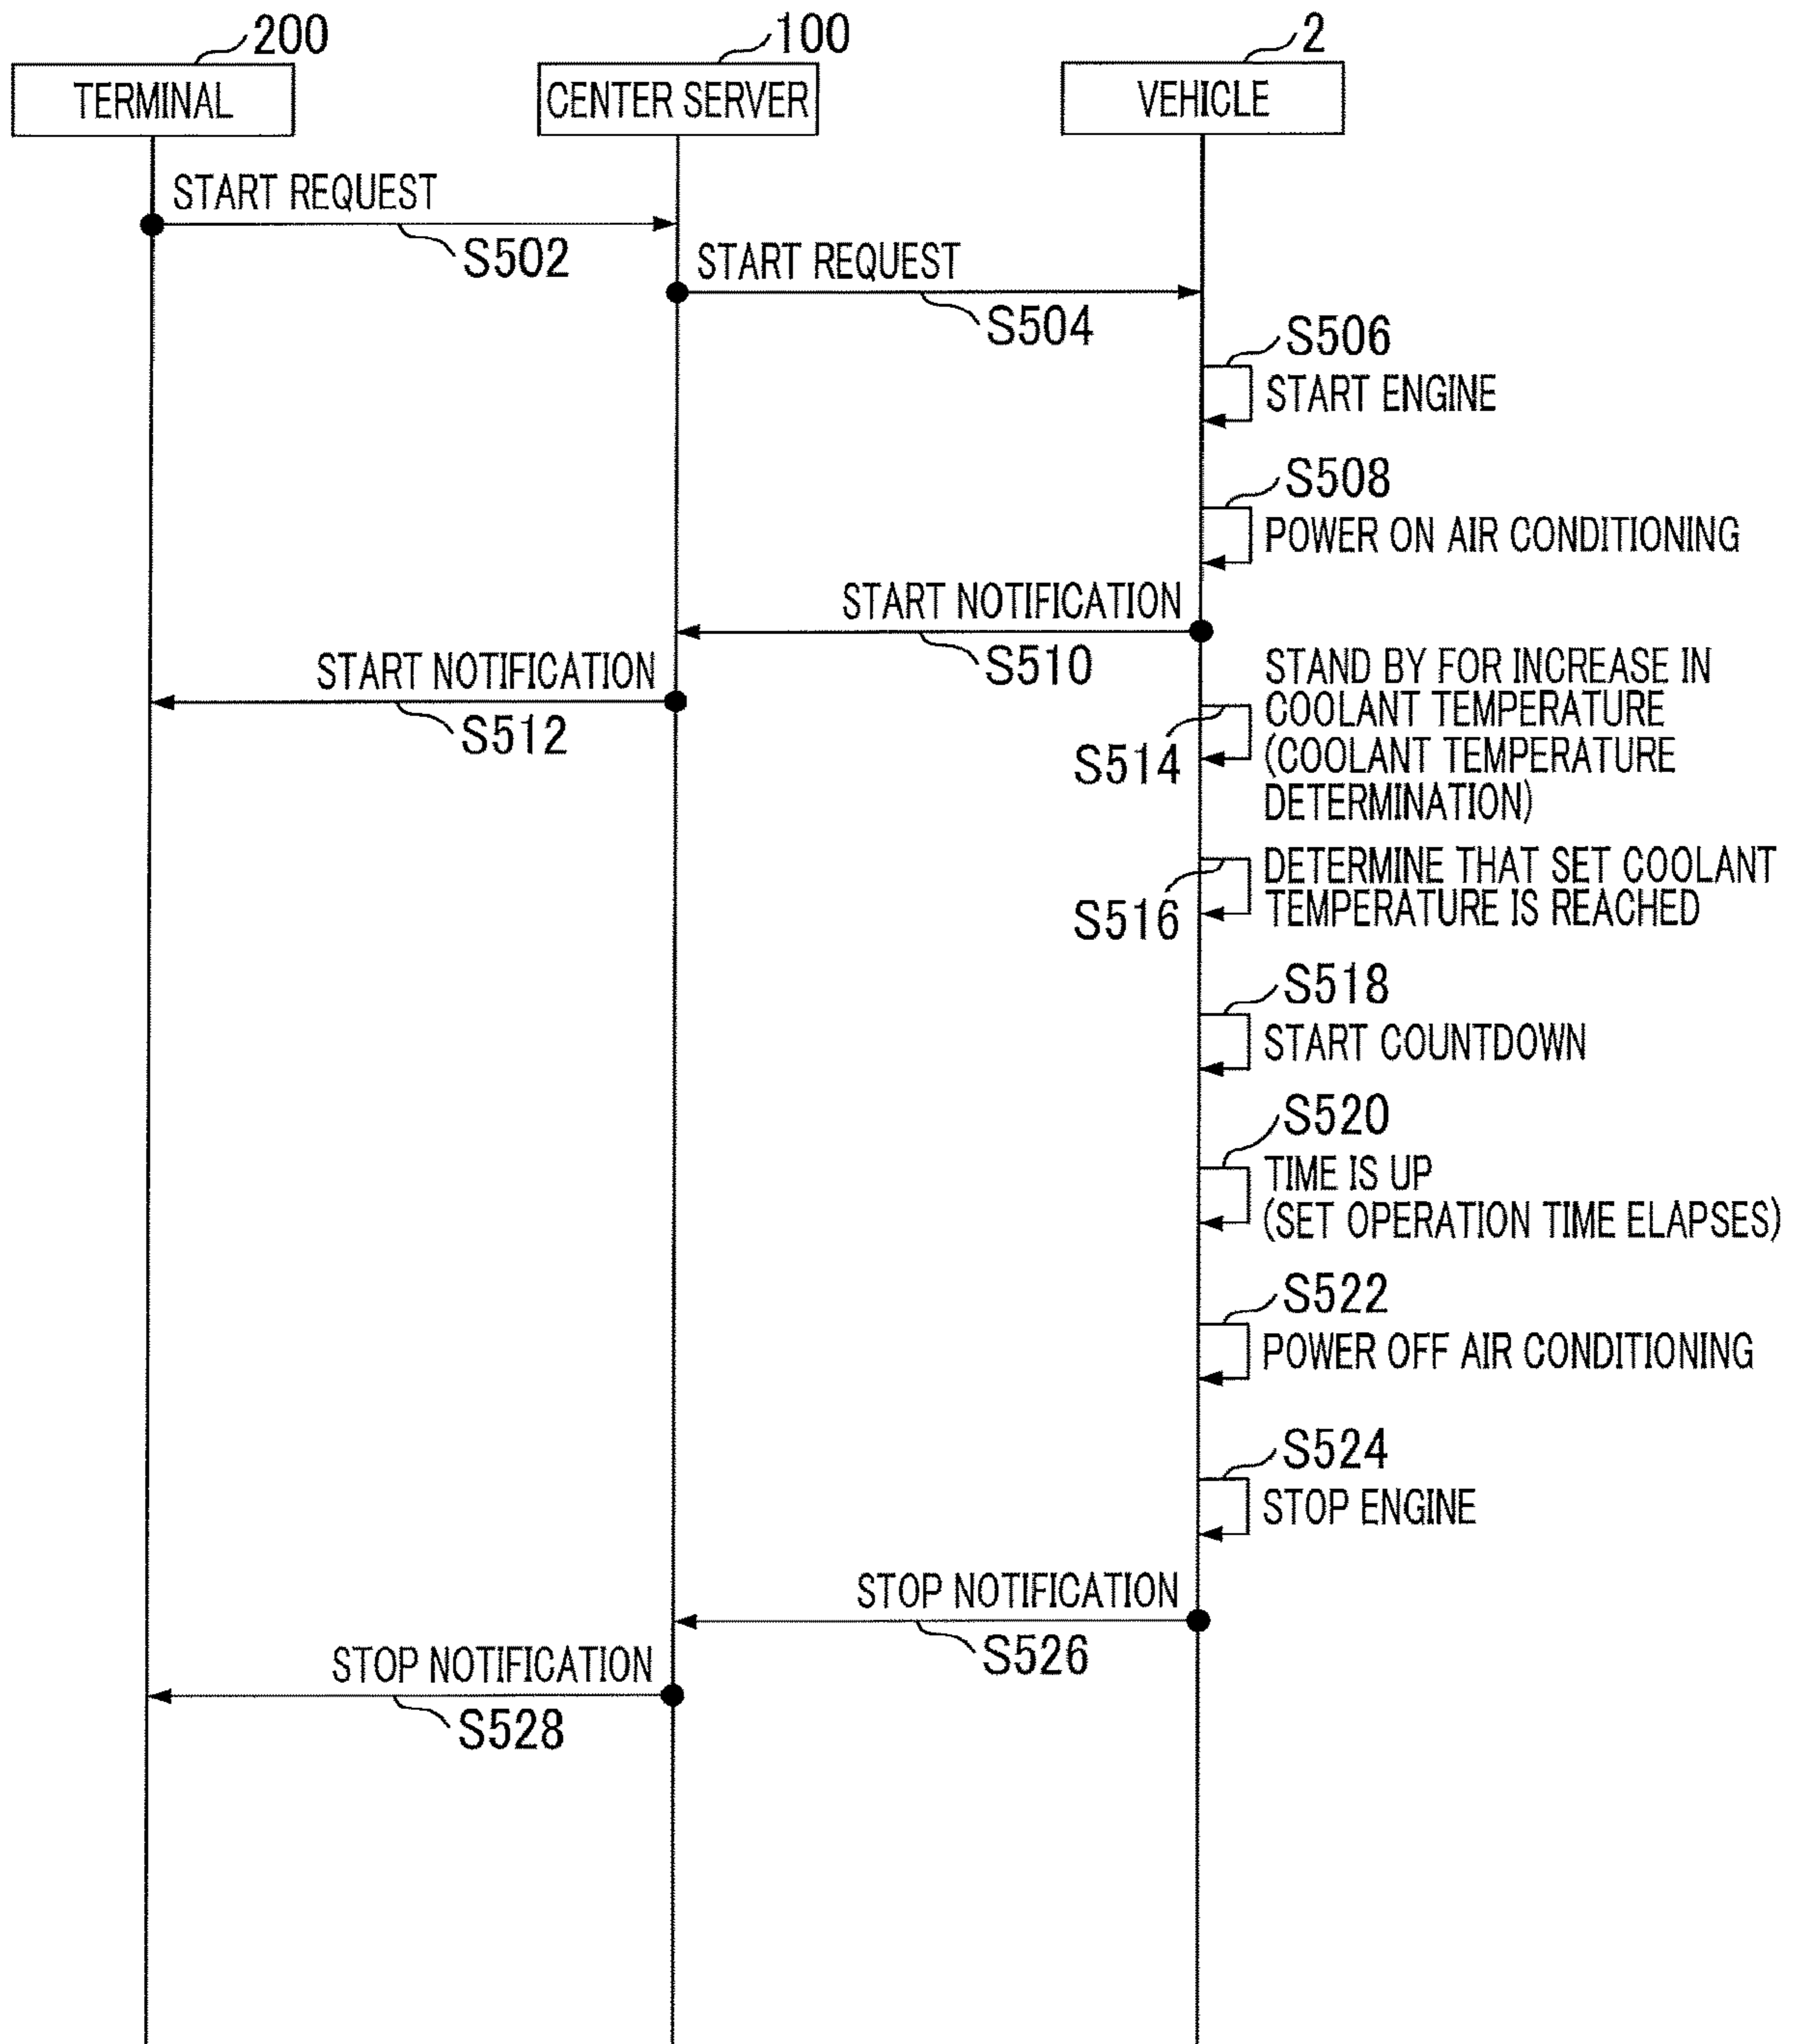 200
100
2
TERMINAL
CENTER SERVER
VEHICLE
START REQUEST
S502
START REQUEST
S504
S506
START ENGINE
S508
POWER ON AIR CONDITIONING
START NOTIFICATION
S510
START NOTIFICATION
S512
STAND BY FOR INCREASE IN
COOLANT TEMPERATURE
(COOLANT TEMPERATURE
DETERMINATION)
S514
DETERMINE THAT SET COOLANT
TEMPERATURE IS REACHED
S516
S518
START COUNTDOWN
S520
TIME IS UP
(SET OPERATION TIME ELAPSES)
S522
POWER OFF AIR CONDITIONING
S524
STOP ENGINE
STOP NOTIFICATION
S526
STOP NOTIFICATION
S528